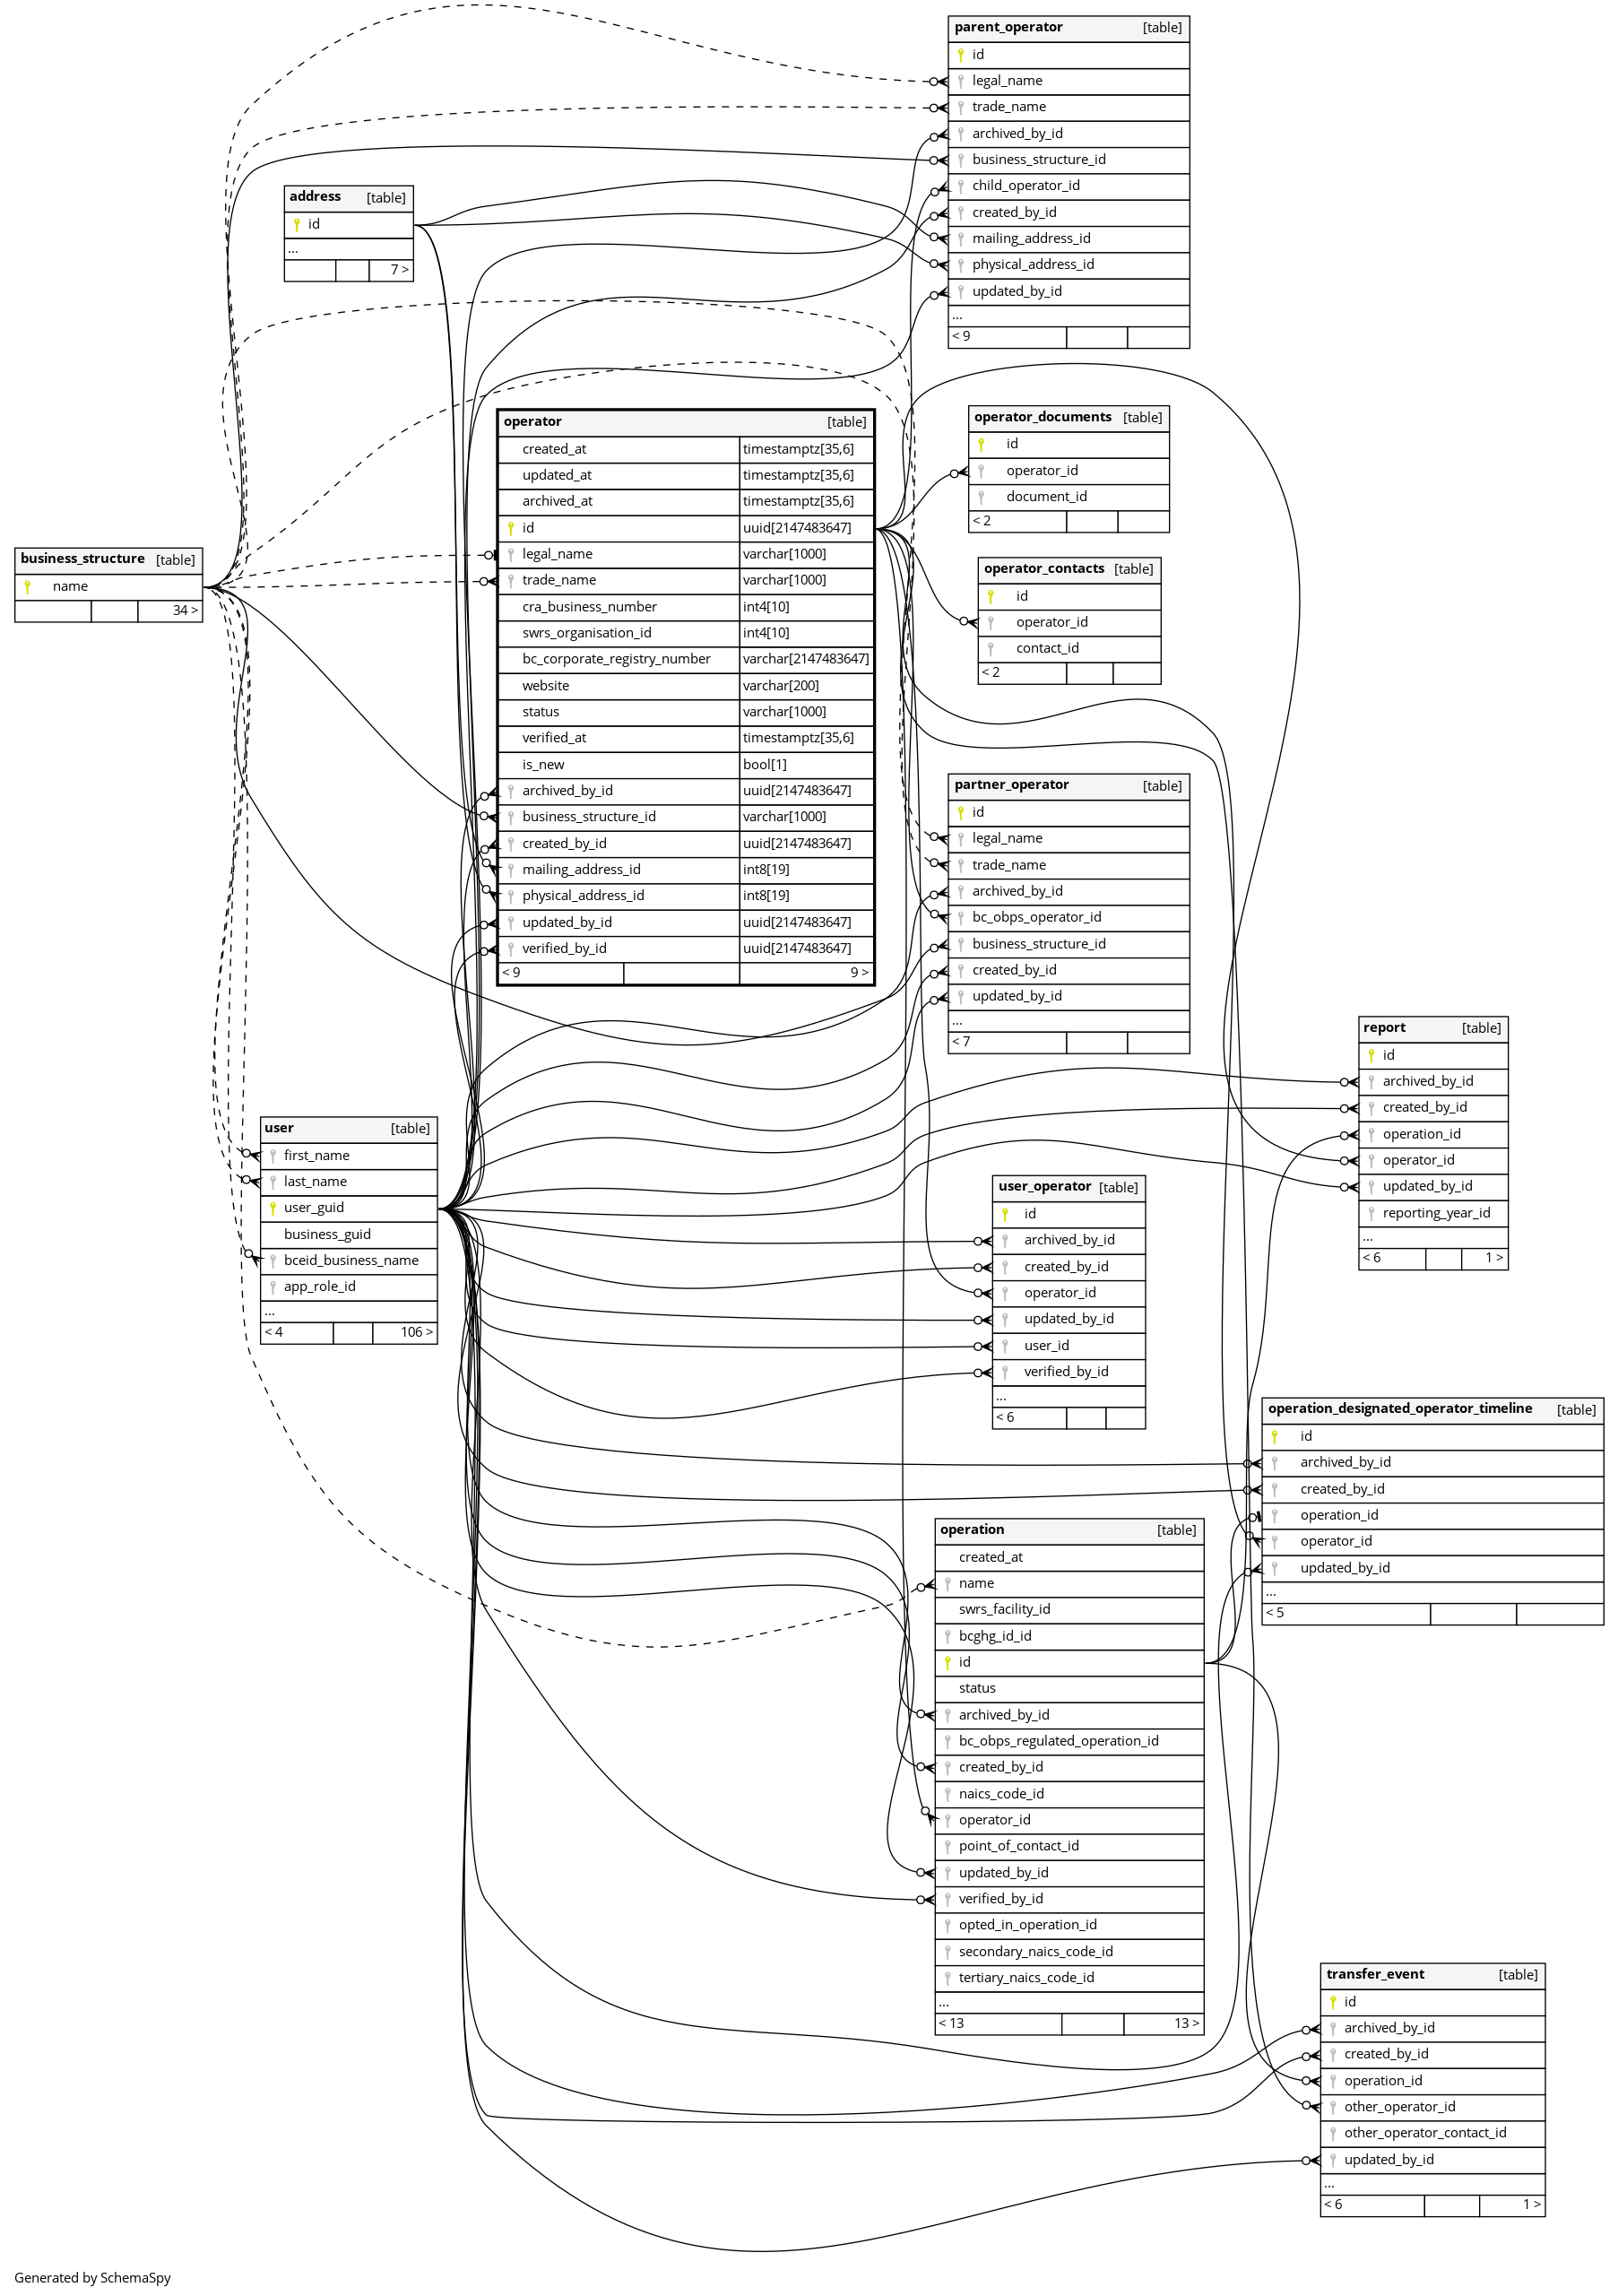 parent_operator [table]
id
legal_name
trade_name
archived_by_id
business_structure_id
child_operator_id
created_by_id
mailing_address_id
physical_address_id
updated_by_id
...
< 9
address [table]
id
...
7 >
operator_documents [table]
id
operator_id
document_id
< 2
operator [table]
created_at timestamptz[35,6]
updated_at timestamptz[35,6]
archived_at timestamptz[35,6]
id uuid[2147483647]
legal_name varchar[1000]
trade_name varchar[1000]
cra_business_number int4[10]
swrs_organisation_id int4[10]
bc_corporate_registry_number varchar[2147483647]
website varchar[200]
status varchar[1000]
verified_at timestamptz[35,6]
is_new bool[1]
archived_by_id uuid[2147483647]
business_structure_id varchar[1000]
created_by_id uuid[2147483647]
mailing_address_id int8[19]
physical_address_id int8[19]
updated_by_id uuid[2147483647]
verified_by_id uuid[2147483647]
< 9 9 >
business_structure [table]
name
34 >
operator_contacts [table]
id
operator_id
contact_id
< 2
partner_operator [table]
id
legal_name
trade_name
archived_by_id
bc_obps_operator_id
business_structure_id
created_by_id
updated_by_id
...
< 7
report [table]
id
archived_by_id
created_by_id
operation_id
operator_id
updated_by_id
reporting_year_id
...
< 6 1 >
user [table]
first_name
last_name
user_guid
business_guid
bceid_business_name
app_role_id
...
< 4 106 >
user_operator [table]
id
archived_by_id
created_by_id
operator_id
updated_by_id
user_id
verified_by_id
...
< 6
operation_designated_operator_timeline [table]
id
archived_by_id
created_by_id
operation_id
operator_id
updated_by_id
...
< 5
operation [table]
created_at
name
swrs_facility_id
bcghg_id_id
id
status
archived_by_id
bc_obps_regulated_operation_id
created_by_id
naics_code_id
operator_id
point_of_contact_id
updated_by_id
verified_by_id
opted_in_operation_id
secondary_naics_code_id
tertiary_naics_code_id
...
< 13 13 >
transfer_event [table]
id
archived_by_id
created_by_id
operation_id
other_operator_id
other_operator_contact_id
updated_by_id
...
< 6 1 >
Generated by SchemaSpy